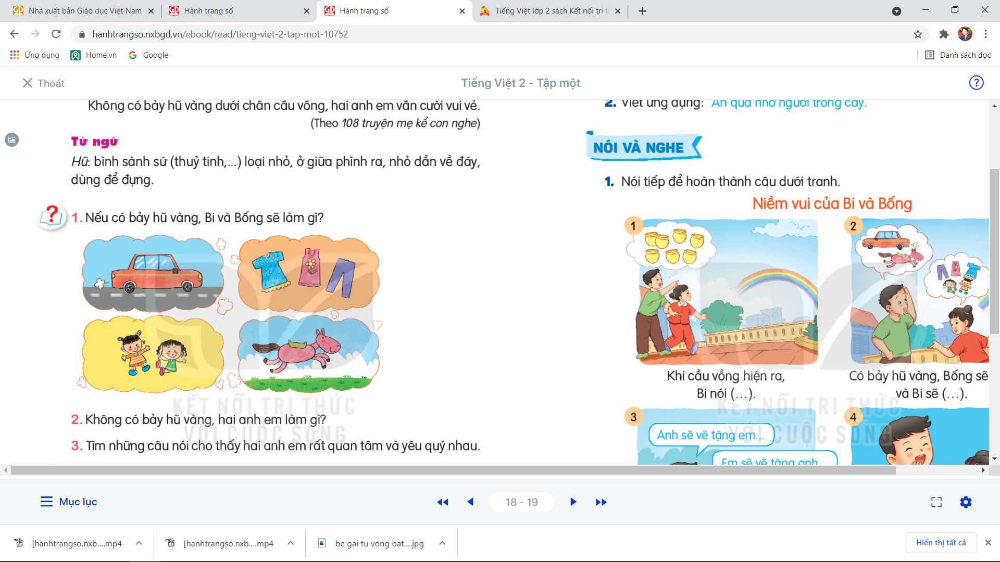 Nhà xuất bản Giáo dục Việt Nam
Hành trang số
Hành trang số
Tiếng Việt lớp 2 sách Kết nối tri
hanhtrangso.nxbgd.vn/ebook/read/tieng-viet-2-tap-mot-10752
Ứng dụng
Home.vn
Google
Danh sách đọc
Thoát
Tiếng Việt 2 - Tập một
Không có bảy hũ vàng dưới chân cầu vồng, hai anh em vẫn cười vui vẻ.
(Theo 108 truyện mẹ kể con nghe)
Từ ngữ
Hũ: bình sành sứ (thuỷ tinh,...) loại nhỏ, ở giữa phình ra, nhỏ dần về đáy,
dùng để đựng.
?
1. Nếu có bảy hũ vàng, Bi và Bống sẽ làm gì?
2. Không có bảy hũ vàng, hai anh em làm gì?
3. Tìm những câu nói cho thấy hai anh em rất quan tâm và yêu quý nhau.
KẾT NỐI TRI THỨC
VỚI CUỘC SỐNG
2. Viết ứng dụng: Ăn quả nhớ người trồng cây.
NÓI VÀ NGHE
1. Nói tiếp để hoàn thành câu dưới tranh.
Niềm vui của Bi và Bống
1
2
Khi cầu vồng hiện ra,
Bi nói (...).
Có bảy hũ vàng, Bống sẽ
và Bi sẽ (...).
KẾT NỐI TRI THỨC
VỚI CUỘC SỐNG
3
4
Anh sẽ vẽ tặng em...
Em sẽ vẽ tặng anh
Mục lục
18 - 19
[hanhtrangso.nxb....mp4
[hanhtrangso.nxb....mp4
be gai tu vong bat....jpg
Hiển thị tất cả